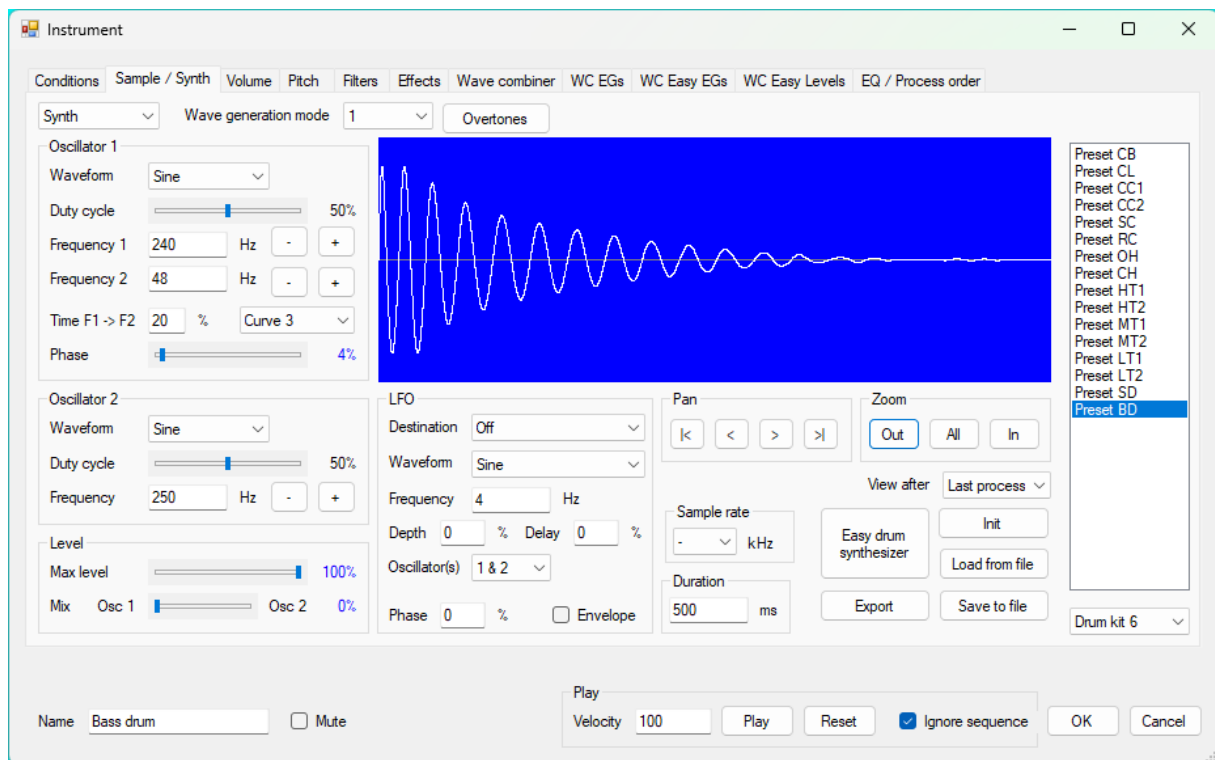 Instrument
Conditions Sample / Synth Volume Pitch Filters Effects Wave combiner WC EGs WC Easy EGs WC Easy Levels EQ / Process order
Synth Wave generation mode 1 Overtones
Oscillator 1
Waveform Sine
Duty cycle 50%
Frequency 1 240 Hz - +
Frequency 2 48 Hz - +
Time F1 -> F2 20 % Curve 3
Phase 4%
Oscillator 2
Waveform Sine
Duty cycle 50%
Frequency 250 Hz - +
Level
Max level 100%
Mix Osc 1 Osc 2 0%
LFO
Destination Off
Waveform Sine
Frequency 4 Hz
Depth 0 % Delay 0 %
Oscillator(s) 1 & 2
Phase 0 % Envelope
Pan
|< < > >|
Zoom
Out All In
View after Last process
Sample rate
- kHz
Duration
500 ms
Easy drum
synthesizer
Export
Init
Load from file
Save to file
Preset CB
Preset CL
Preset CC1
Preset CC2
Preset SC
Preset RC
Preset OH
Preset CH
Preset HT1
Preset HT2
Preset MT1
Preset MT2
Preset LT1
Preset LT2
Preset SD
Preset BD
Drum kit 6
Name Bass drum Mute
Play
Velocity 100 Play Reset Ignore sequence
OK Cancel